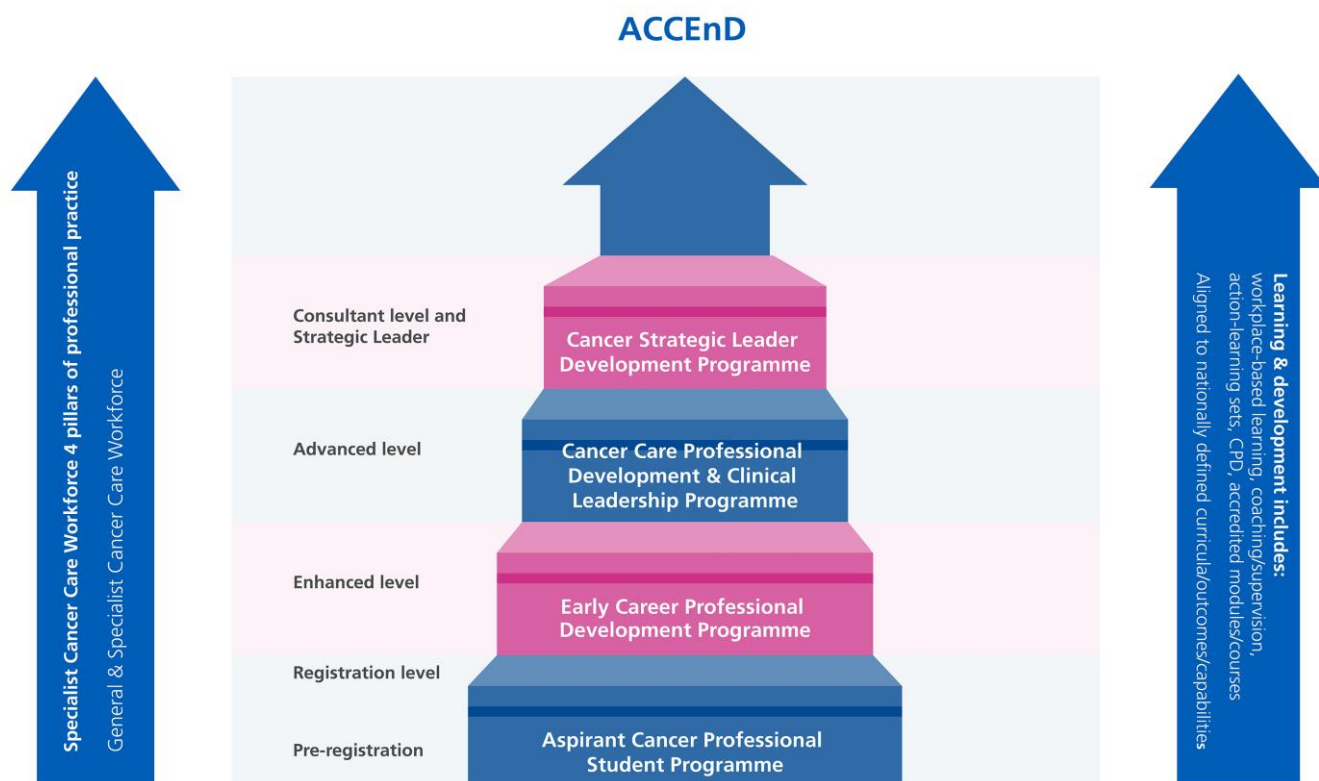 ACCEnD
Specialist Cancer Care Workforce 4 pillars of professional practice
General & Specialist Cancer Care Workforce
Consultant level and
Strategic Leader
Cancer Strategic Leader
Development Programme
Advanced level
Cancer Care Professional
Development & Clinical
Leadership Programme
Enhanced level
Early Career Professional
Development Programme
Registration level
Pre-registration
Aspirant Cancer Professional
Student Programme
Learning & development includes:
workplace-based learning, coaching/supervision,
action-learning sets, CPD, accredited modules/courses
Aligned to nationally defined curricula/outcomes/capabilities